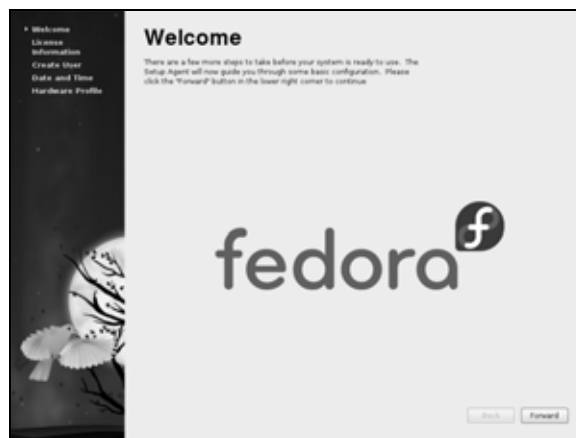 Welcome
License
Information
Create User
Date and Time
Hardware Profile
Welcome
There are a few more steps to take before your system is ready to use. The
Setup Agent will now guide you through some basic configuration. Please
click the "Forward" button in the lower right corner to continue
fedora
Back
Forward